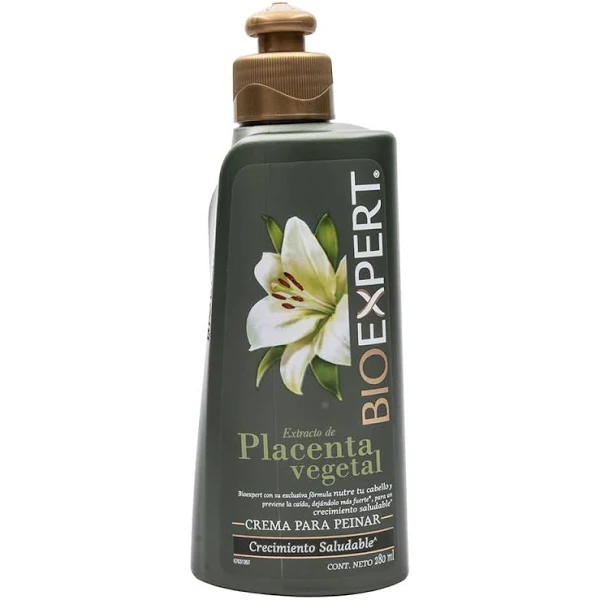 BIOEXPERT®
Extracto de
Placenta
vegetal
Bioexpert con su exclusiva fórmula nutre tu cabello y
previene la caída, dejándolo más fuerte*, para un
crecimiento saludable^
CREMA PARA PEINAR
Crecimiento Saludable^
CONT. NETO 280 ml